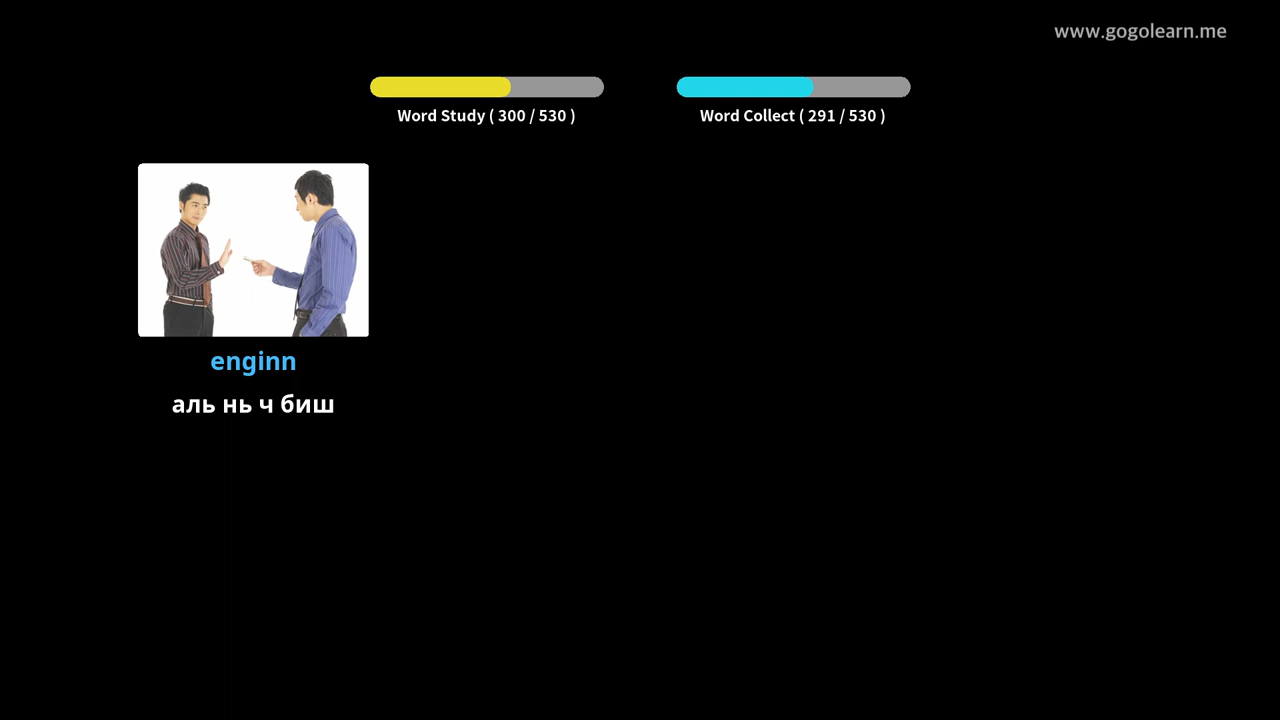 www.gogolearn.me
Word Study ( 300 / 530 )
Word Collect ( 291 / 530 )
enginn
аль нь ч биш